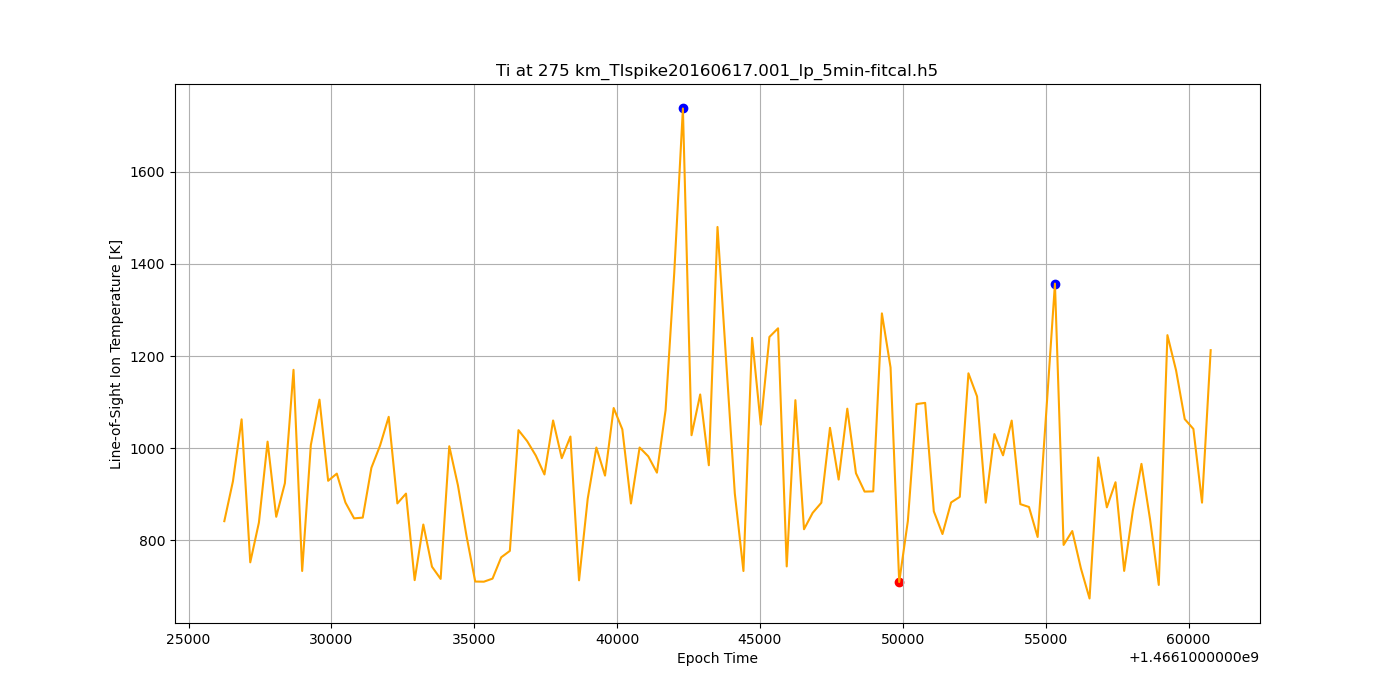 Ti at 275 km_TIspike20160617.001_lp_5min-fitcal.h5
Line-of-Sight Ion Temperature [K]
1600
1400
1200
1000
800
25000 30000 35000 40000 45000 50000 55000 60000
Epoch Time
+1.4661000000e9